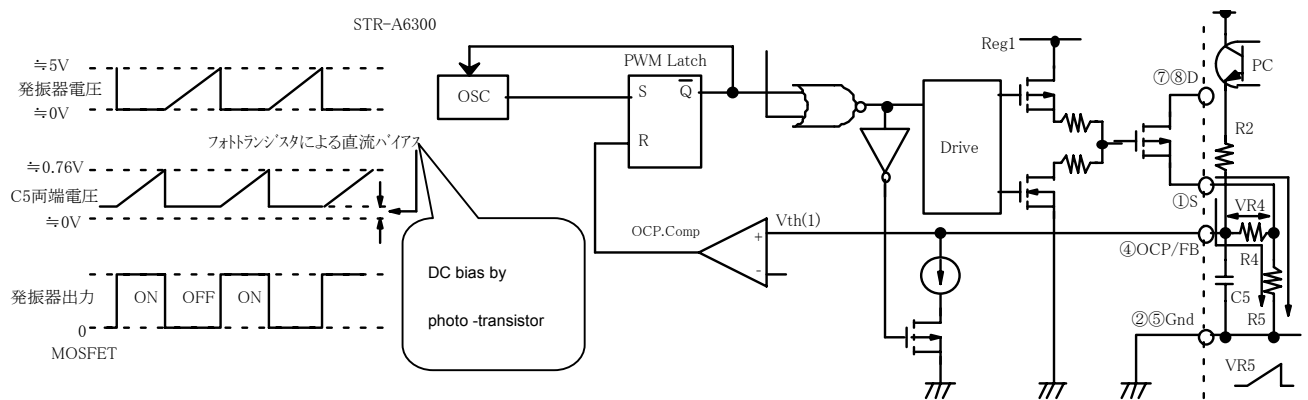 STR-A6300
≒5V
発振器電圧
≒0V
フォトトランジスタによる直流バイアス
≒0.76V
C5両端電圧
≒0V
発振器出力
ON
OFF
ON
0
MOSFET
DC bias by
photo -transistor
OSC
PWM Latch
S
Q
R
OCP.Comp
Vth(1)
+
-
Drive
Reg1
⑦⑧D
PC
R2
①S
VR4
④OCP/FB
R4
C5
R5
②⑤Gnd
VR5